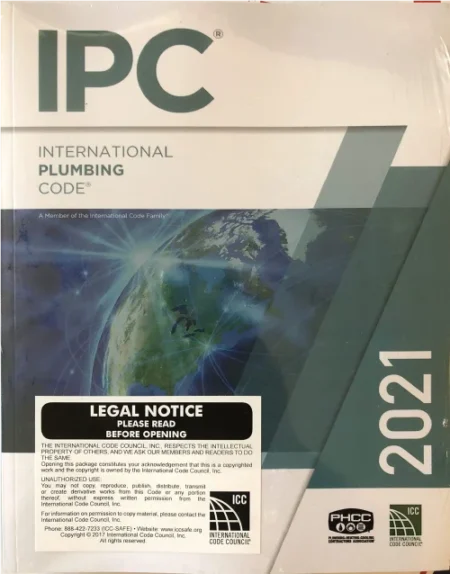 IPC®
INTERNATIONAL
PLUMBING
CODE®
A Member of the International Code Family®
2021
LEGAL NOTICE
PLEASE READ
BEFORE OPENING
THE INTERNATIONAL CODE COUNCIL, INC., RESPECTS THE INTELLECTUAL
PROPERTY OF OTHERS, AND WE ASK OUR MEMBERS AND READERS TO DO
THE SAME.
Opening this package constitutes your acknowledgement that this is a copyrighted
work and the copyright is owned by the International Code Council, Inc.
UNAUTHORIZED USE:
You may not copy, reproduce, publish, distribute, transmit
or create derivative works from this Code or any portion
thereof, without express written permission from the
International Code Council, Inc.
For information on permission to copy material, please contact the
International Code Council, Inc.
Phone: 888-422-7233 (ICC-SAFE) • Website: www.iccsafe.org
Copyright © 2017 International Code Council, Inc.
All rights reserved
ICC
INTERNATIONAL
CODE COUNCIL®
PHCC
PLUMBING-HEATING-COOLING
CONTRACTORS ASSOCIATION
ICC
INTERNATIONAL
CODE COUNCIL